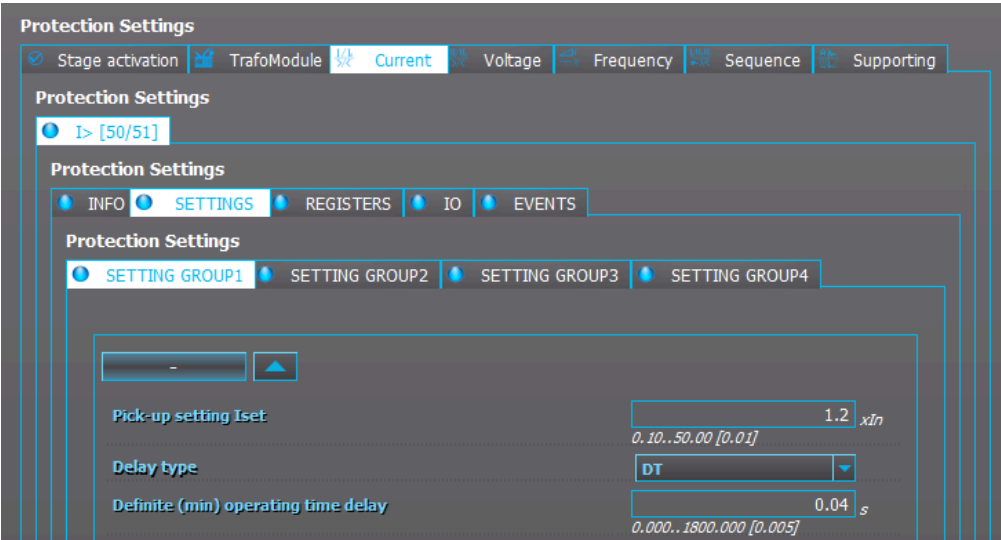 Protection Settings
Stage activation TrafoModule Current Voltage Frequency Sequence Supporting
Protection Settings
I> [50/51]
Protection Settings
INFO SETTINGS REGISTERS IO EVENTS
Protection Settings
SETTING GROUP1 SETTING GROUP2 SETTING GROUP3 SETTING GROUP4
-
Pick-up setting Iset 1.2 xIn
0.10..50.00 [0.01]
Delay type DT
Definite (min) operating time delay 0.04 s
0.000..1800.000 [0.005]